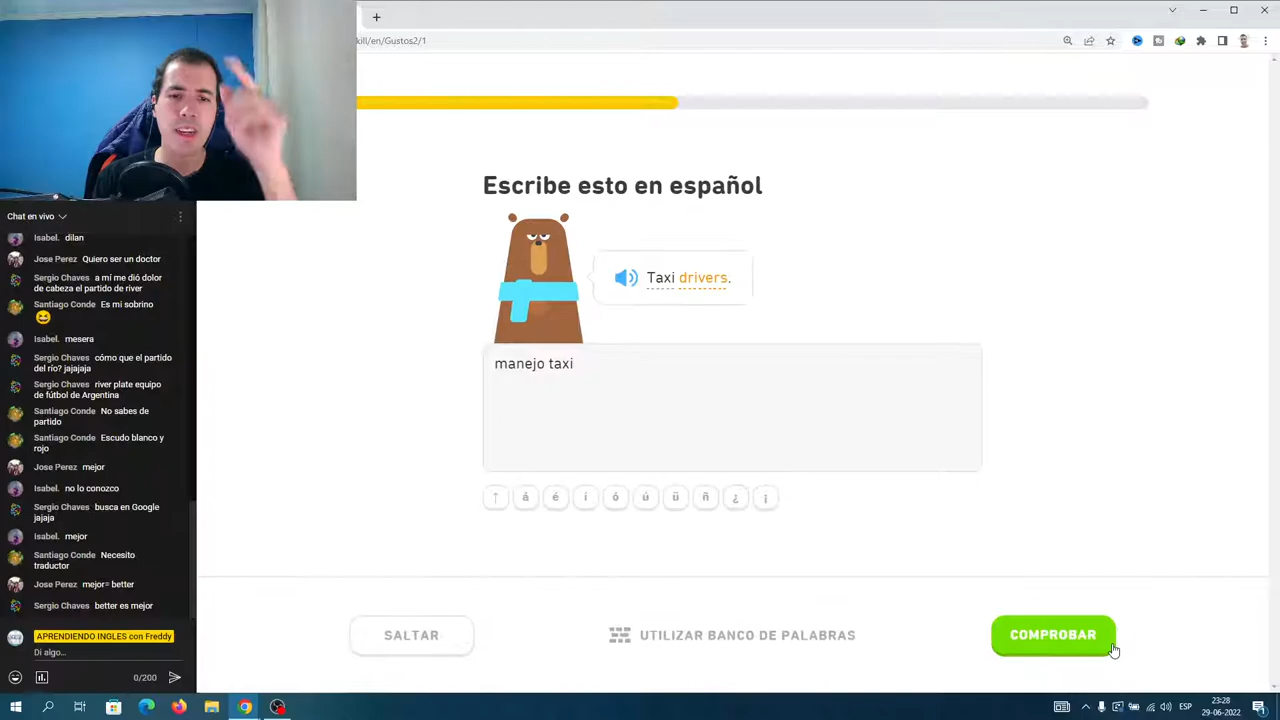 kill/en/Gustos2/1
Escribe esto en español
Taxi drivers.
manejo taxi
á é í ó ú ü ñ ¿ ¡
SALTAR
UTILIZAR BANCO DE PALABRAS
COMPROBAR
Chat en vivo
Isabel. dilan
Jose Perez Quiero ser un doctor
Sergio Chaves a mí me dió dolor
de cabeza el partido de river
Santiago Conde Es mi sobrino
Isabel. mesera
Sergio Chaves cómo que el partido
del río? jajajaja
Sergio Chaves river plate equipo
de fútbol de Argentina
Santiago Conde No sabes de
partido
Santiago Conde Escudo blanco y
rojo
Jose Perez mejor
Isabel. no lo conozco
Sergio Chaves busca en Google
jajaja
Isabel. mejor
Santiago Conde Necesito
traductor
Jose Perez mejor= better
Sergio Chaves better es mejor
APRENDIENDO INGLES con Freddy
Di algo...
0/200
ESP
23:28
29-06-2022